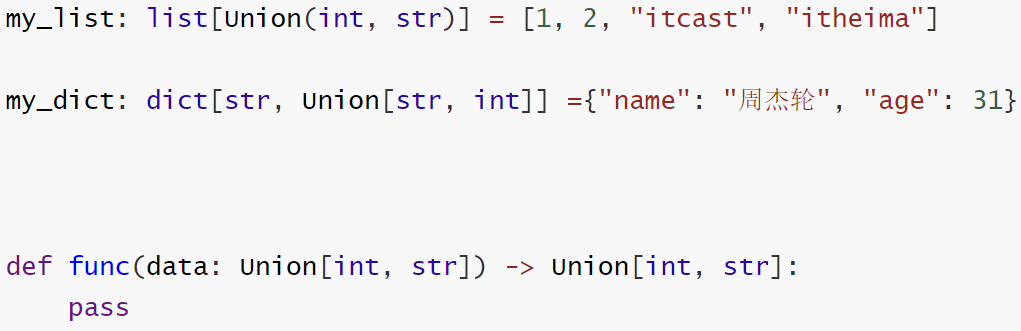 my_list: list[Union(int, str)] = [1, 2, "itcast", "itheima"]
my_dict: dict[str, Union[str, int]] ={"name": "周杰轮", "age": 31}
def func(data: Union[int, str]) -> Union[int, str]:
    pass